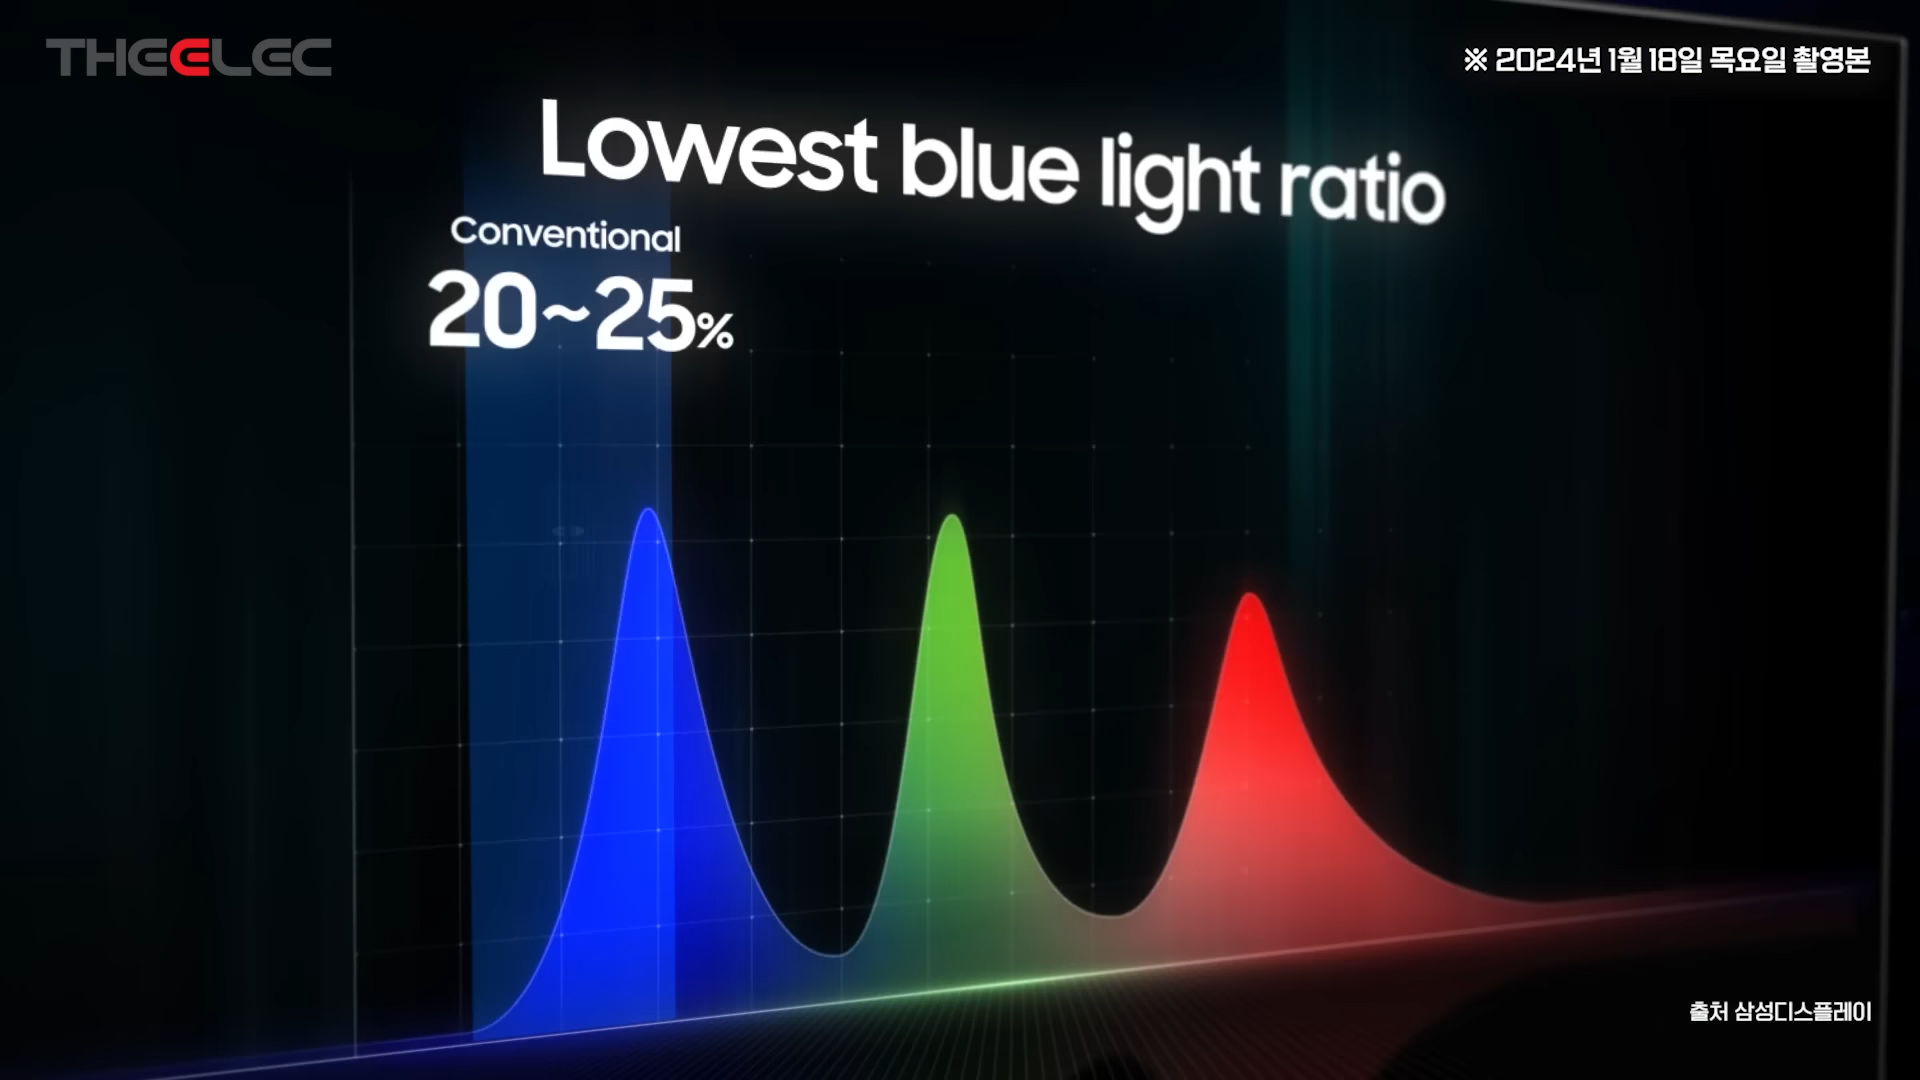 THEELEC
※ 2024년 1월 18일 목요일 촬영본
Lowest blue light ratio
Conventional
20~25%
출처 삼성디스플레이